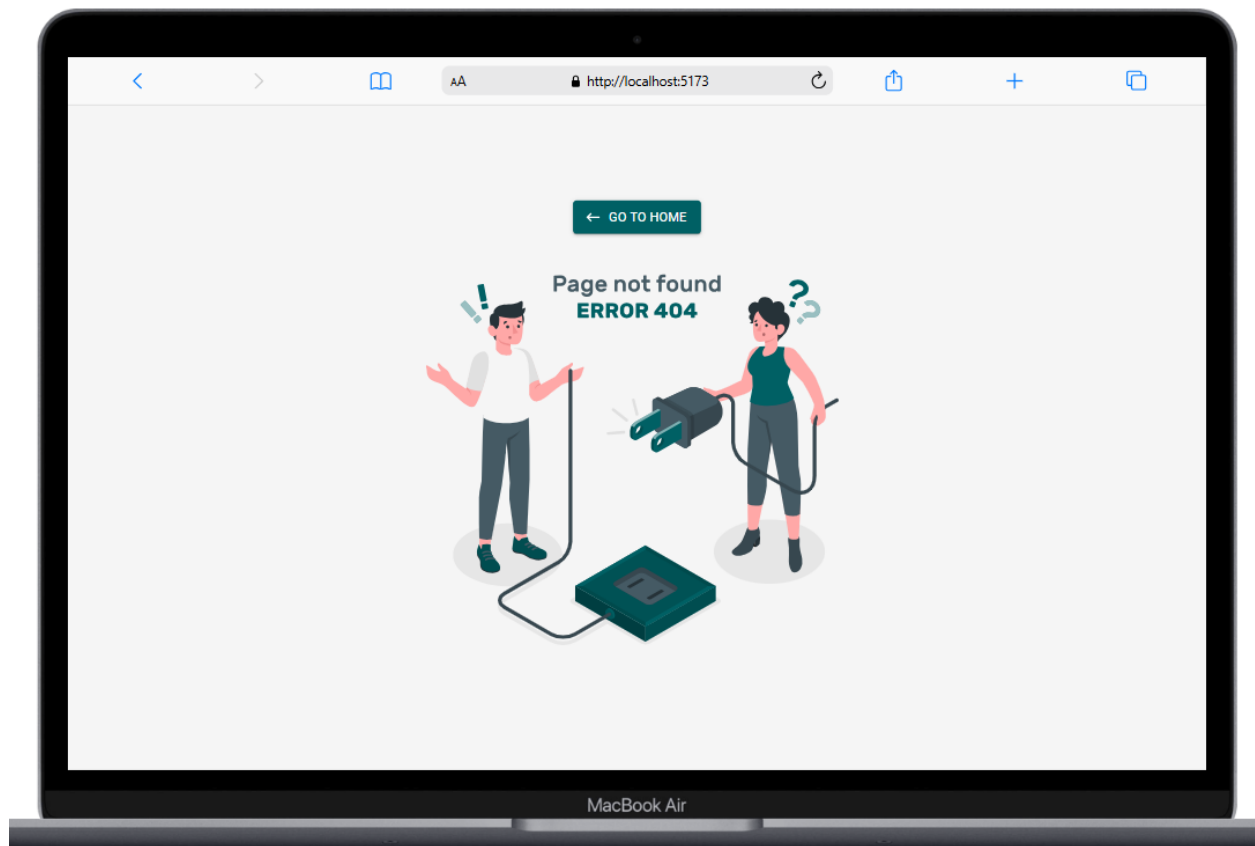 AA
http://localhost:5173
GO TO HOME
Page not found
ERROR 404
MacBook Air